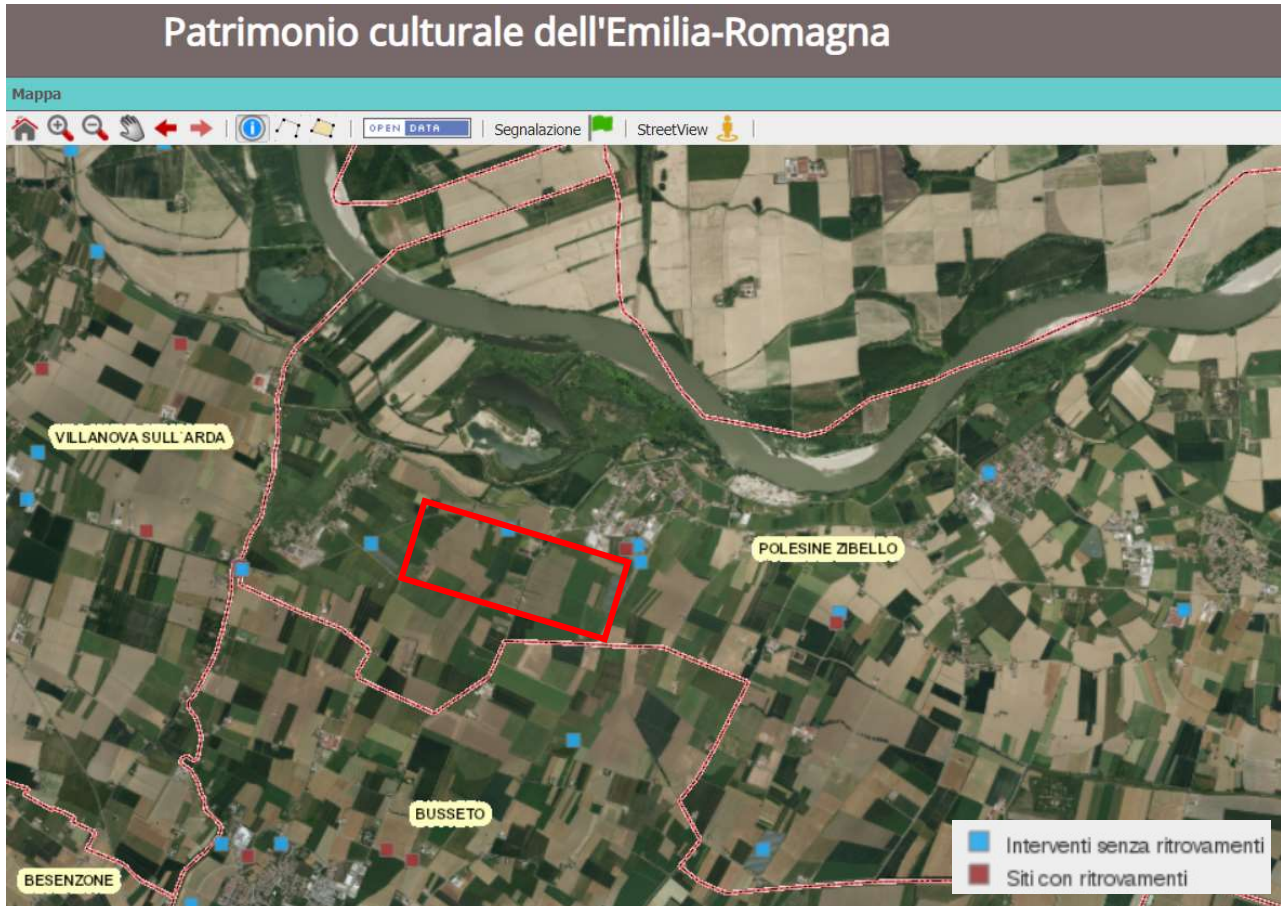 Patrimonio culturale dell'Emilia-Romagna
Mappa
OPEN DATA Segnalazione StreetView
VILLANOVA SULL`ARDA
POLESINE ZIBELLO
BUSSETO
BESENZONE
Interventi senza ritrovamenti
Siti con ritrovamenti